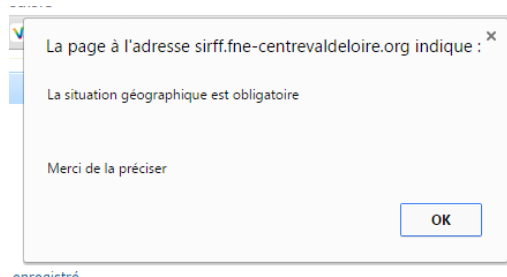 La page à l'adresse sirff.fne-centrevaldeloire.org indique :
La situation géographique est obligatoire
Merci de la préciser
OK
enregistré